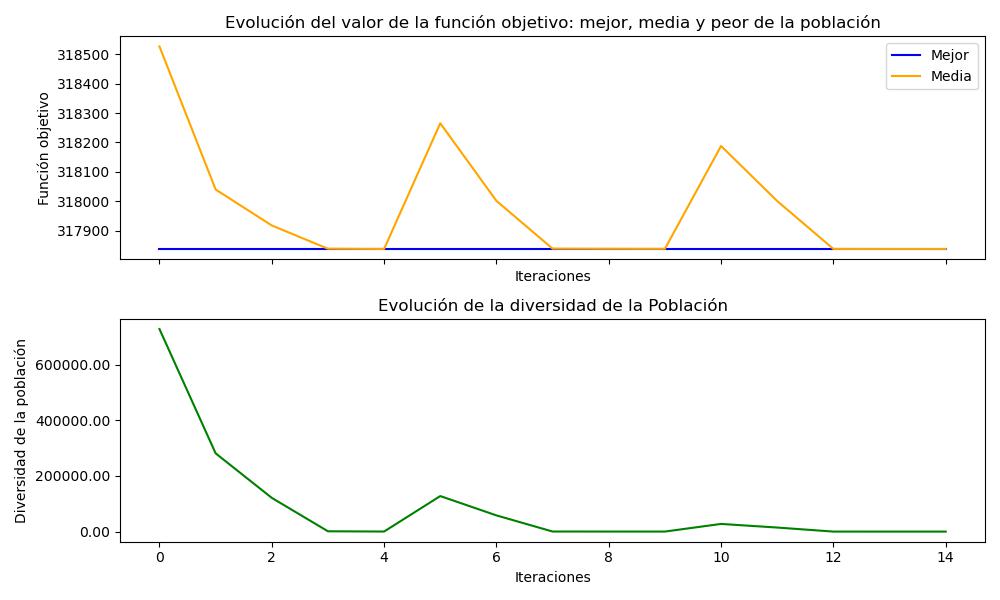 Evolución del valor de la función objetivo: mejor, media y peor de la población
Función objetivo
318500
318400
318300
318200
318100
318000
317900
Mejor
Media
Iteraciones
Evolución de la diversidad de la Población
Diversidad de la población
600000.00
400000.00
200000.00
0.00
0 2 4 6 8 10 12 14
Iteraciones